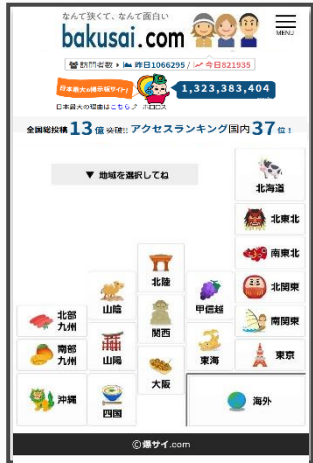 なんて狭くて、なんて面白い
bakusai.com
MENU
訪問者数 ▸ 昨日1066295 / 今日821935
日本最大の掲示板サイト!
1,323,383,404
日本最大の理由はこちら ホロロス
全国総投稿13億突破!! アクセスランキング国内37位!
▼ 地域を選択してね
北海道
北東北
南東北
北陸
北関東
山陰
甲信越
北部九州
関西
南関東
南部九州
山陽
東海
東京
大阪
沖縄
四国
海外
©爆サイ.com